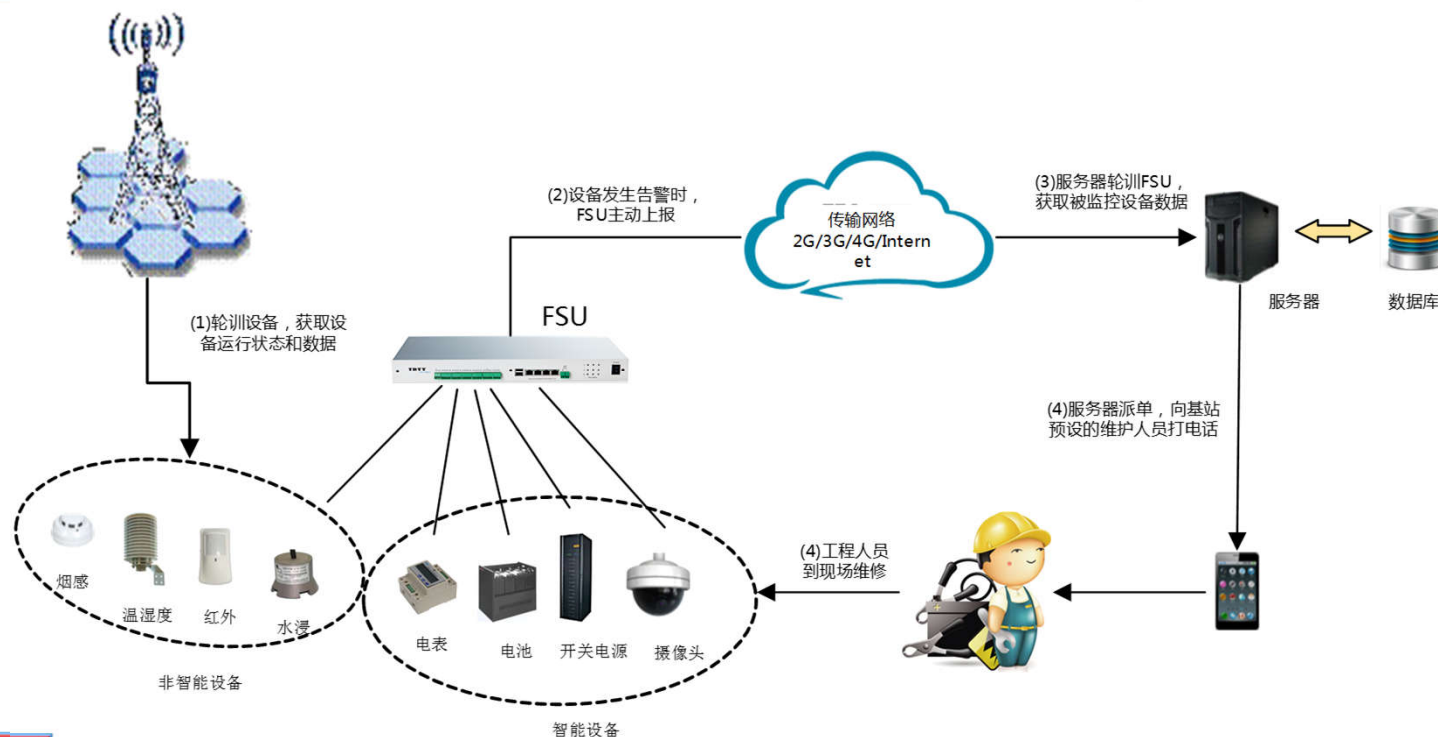 (1)轮训设备，获取设
备运行状态和数据
(2)设备发生告警时，
FSU主动上报
传输网络
2G/3G/4G/Intern
et
(3)服务器轮训FSU，
获取被监控设备数据
服务器
数据库
FSU
(4)服务器派单，向基站
预设的维护人员打电话
(4)工程人员
到现场维修
烟感
温湿度
红外
水浸
非智能设备
电表
电池
开关电源
摄像头
智能设备